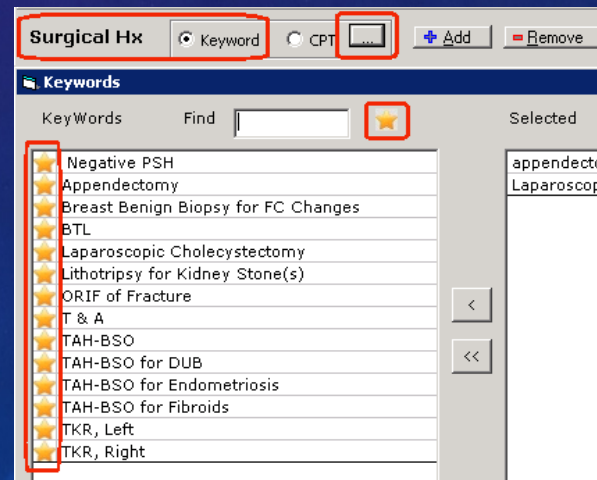 Surgical Hx Keyword CPT ... Add Remove
Keywords
KeyWords Find Selected
Negative PSH
Appendectomy
Breast Benign Biopsy for FC Changes
BTL
Laparoscopic Cholecystectomy
Lithotripsy for Kidney Stone(s)
ORIF of Fracture
T & A
TAH-BSO
TAH-BSO for DUB
TAH-BSO for Endometriosis
TAH-BSO for Fibroids
TKR, Left
TKR, Right
<
<<
appendecto
Laparoscop